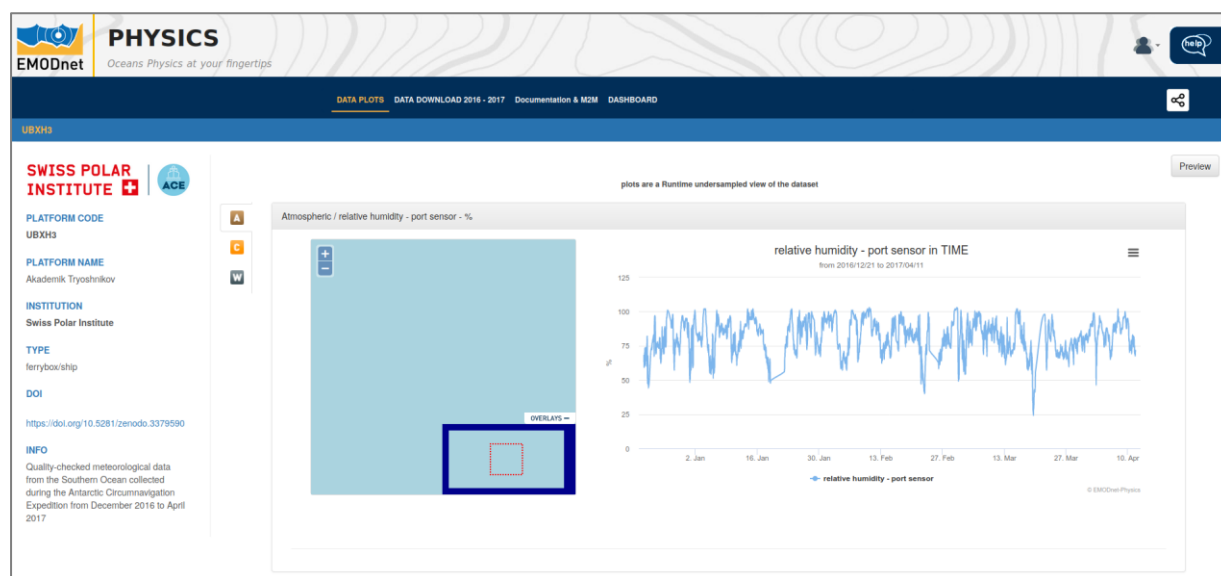 EMODnet
PHYSICS
Oceans Physics at your fingertips
help
DATA PLOTS DATA DOWNLOAD 2016 - 2017 Documentation & M2M DASHBOARD
UBXH3
SWISS POLAR
INSTITUTE
ACE
Preview
plots are a Runtime undersampled view of the dataset
PLATFORM CODE
UBXH3
PLATFORM NAME
Akademik Tryoshnikov
INSTITUTION
Swiss Polar Institute
TYPE
ferrybox/ship
DOI
https://doi.org/10.5281/zenodo.3379590
INFO
Quality-checked meteorological data
from the Southern Ocean collected
during the Antarctic Circumnavigation
Expedition from December 2016 to April
2017
A
C
W
Atmospheric / relative humidity - port sensor - %
+
−
OVERLAYS −
relative humidity - port sensor in TIME
from 2016/12/21 to 2017/04/11
125
100
75
50
25
0
%
2. Jan 16. Jan 30. Jan 13. Feb 27. Feb 13. Mar 27. Mar 10. Apr
relative humidity - port sensor
© EMODnet-Physics